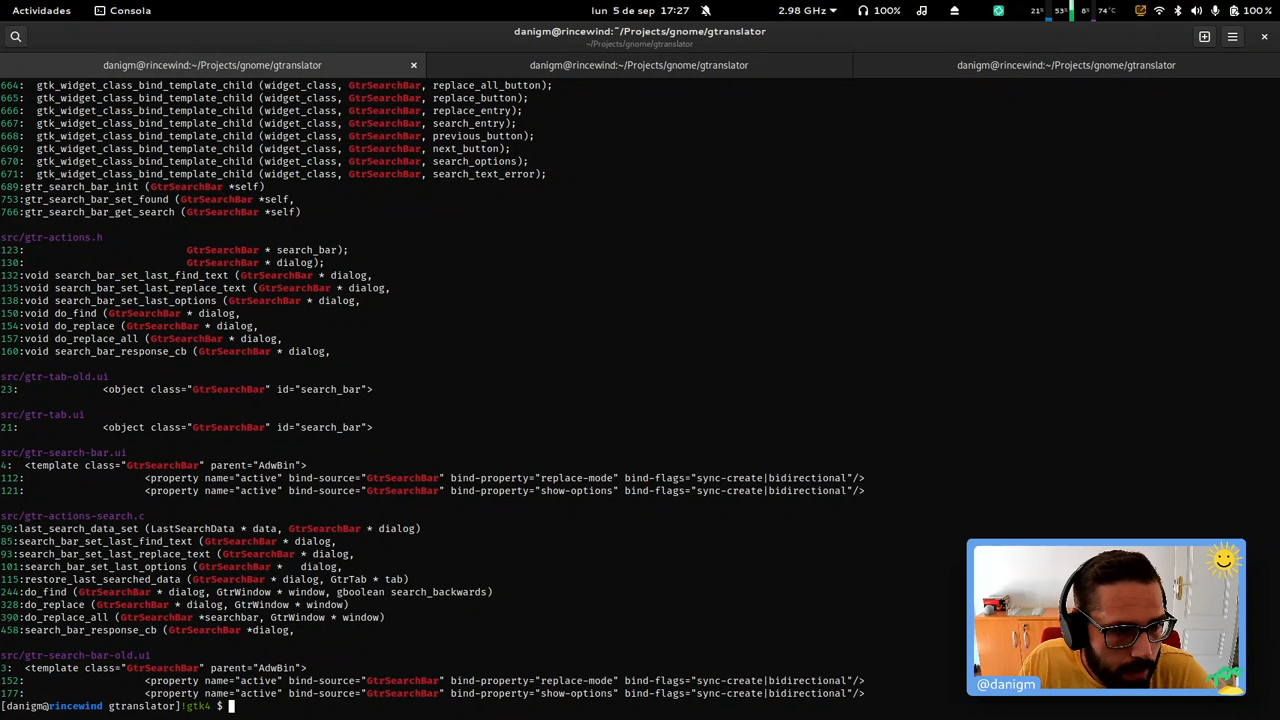 Actividades
Consola
lun 5 de sep 17:27
2.98 GHz
100%
21%
53%
8%
74°C
100 %
danigm@rincewind:~/Projects/gnome/gtranslator
~/Projects/gnome/gtranslator
danigm@rincewind:~/Projects/gnome/gtranslator
danigm@rincewind:~/Projects/gnome/gtranslator
danigm@rincewind:~/Projects/gnome/gtranslator
664:  gtk_widget_class_bind_template_child (widget_class, GtrSearchBar, replace_all_button);
665:  gtk_widget_class_bind_template_child (widget_class, GtrSearchBar, replace_button);
666:  gtk_widget_class_bind_template_child (widget_class, GtrSearchBar, replace_entry);
667:  gtk_widget_class_bind_template_child (widget_class, GtrSearchBar, search_entry);
668:  gtk_widget_class_bind_template_child (widget_class, GtrSearchBar, previous_button);
669:  gtk_widget_class_bind_template_child (widget_class, GtrSearchBar, next_button);
670:  gtk_widget_class_bind_template_child (widget_class, GtrSearchBar, search_options);
671:  gtk_widget_class_bind_template_child (widget_class, GtrSearchBar, search_text_error);
689:gtr_search_bar_init (GtrSearchBar *self)
753:gtr_search_bar_set_found (GtrSearchBar *self,
766:gtr_search_bar_get_search (GtrSearchBar *self)
src/gtr-actions.h
123:                           GtrSearchBar * search_bar);
130:                           GtrSearchBar * dialog);
132:void search_bar_set_last_find_text (GtrSearchBar * dialog,
135:void search_bar_set_last_replace_text (GtrSearchBar * dialog,
138:void search_bar_set_last_options (GtrSearchBar * dialog,
150:void do_find (GtrSearchBar * dialog,
154:void do_replace (GtrSearchBar * dialog,
157:void do_replace_all (GtrSearchBar * dialog,
160:void search_bar_response_cb (GtrSearchBar * dialog,
src/gtr-tab-old.ui
23:             <object class="GtrSearchBar" id="search_bar">
src/gtr-tab.ui
21:             <object class="GtrSearchBar" id="search_bar">
src/gtr-search-bar.ui
4:  <template class="GtrSearchBar" parent="AdwBin">
112:                    <property name="active" bind-source="GtrSearchBar" bind-property="replace-mode" bind-flags="sync-create|bidirectional"/>
121:                    <property name="active" bind-source="GtrSearchBar" bind-property="show-options" bind-flags="sync-create|bidirectional"/>
src/gtr-actions-search.c
59:last_search_data_set (LastSearchData * data, GtrSearchBar * dialog)
85:search_bar_set_last_find_text (GtrSearchBar * dialog,
93:search_bar_set_last_replace_text (GtrSearchBar * dialog,
101:search_bar_set_last_options (GtrSearchBar *   dialog,
115:restore_last_searched_data (GtrSearchBar * dialog, GtrTab * tab)
244:do_find (GtrSearchBar * dialog, GtrWindow * window, gboolean search_backwards)
328:do_replace (GtrSearchBar * dialog, GtrWindow * window)
390:do_replace_all (GtrSearchBar *searchbar, GtrWindow * window)
458:search_bar_response_cb (GtrSearchBar *dialog,
src/gtr-search-bar-old.ui
3:  <template class="GtrSearchBar" parent="AdwBin">
152:                    <property name="active" bind-source="GtrSearchBar" bind-property="replace-mode" bind-flags="sync-create|bidirectional"/>
177:                    <property name="active" bind-source="GtrSearchBar" bind-property="show-options" bind-flags="sync-create|bidirectional"/>
[danigm@rincewind gtranslator]!gtk4 $
@danigm